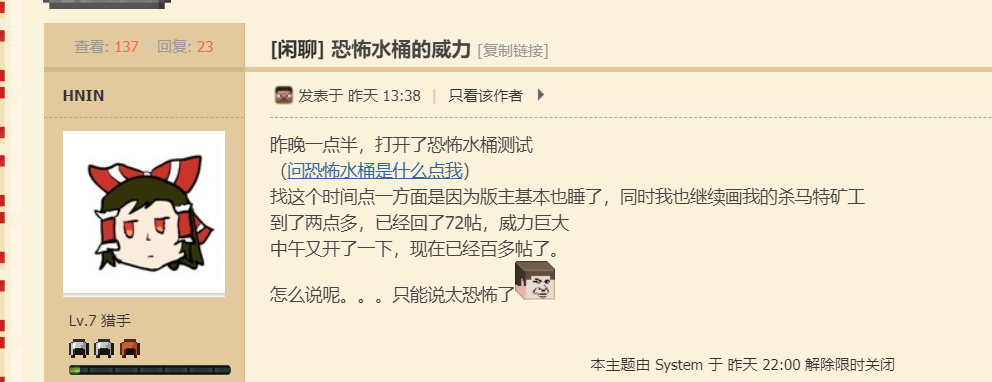 查看: 137 | 回复: 23
[闲聊] 恐怖水桶的威力 [复制链接]
HNIN
发表于 昨天 13:38 | 只看该作者
昨晚一点半，打开了恐怖水桶测试
（问恐怖水桶是什么点我）
找这个时间点一方面是因为版主基本也睡了，同时我也继续画我的杀马特矿工
到了两点多，已经回了72帖，威力巨大
中午又开了一下，现在已经百多帖了。
怎么说呢。。。只能说太恐怖了
Lv.7 猎手
本主题由 System 于 昨天 22:00 解除限时关闭